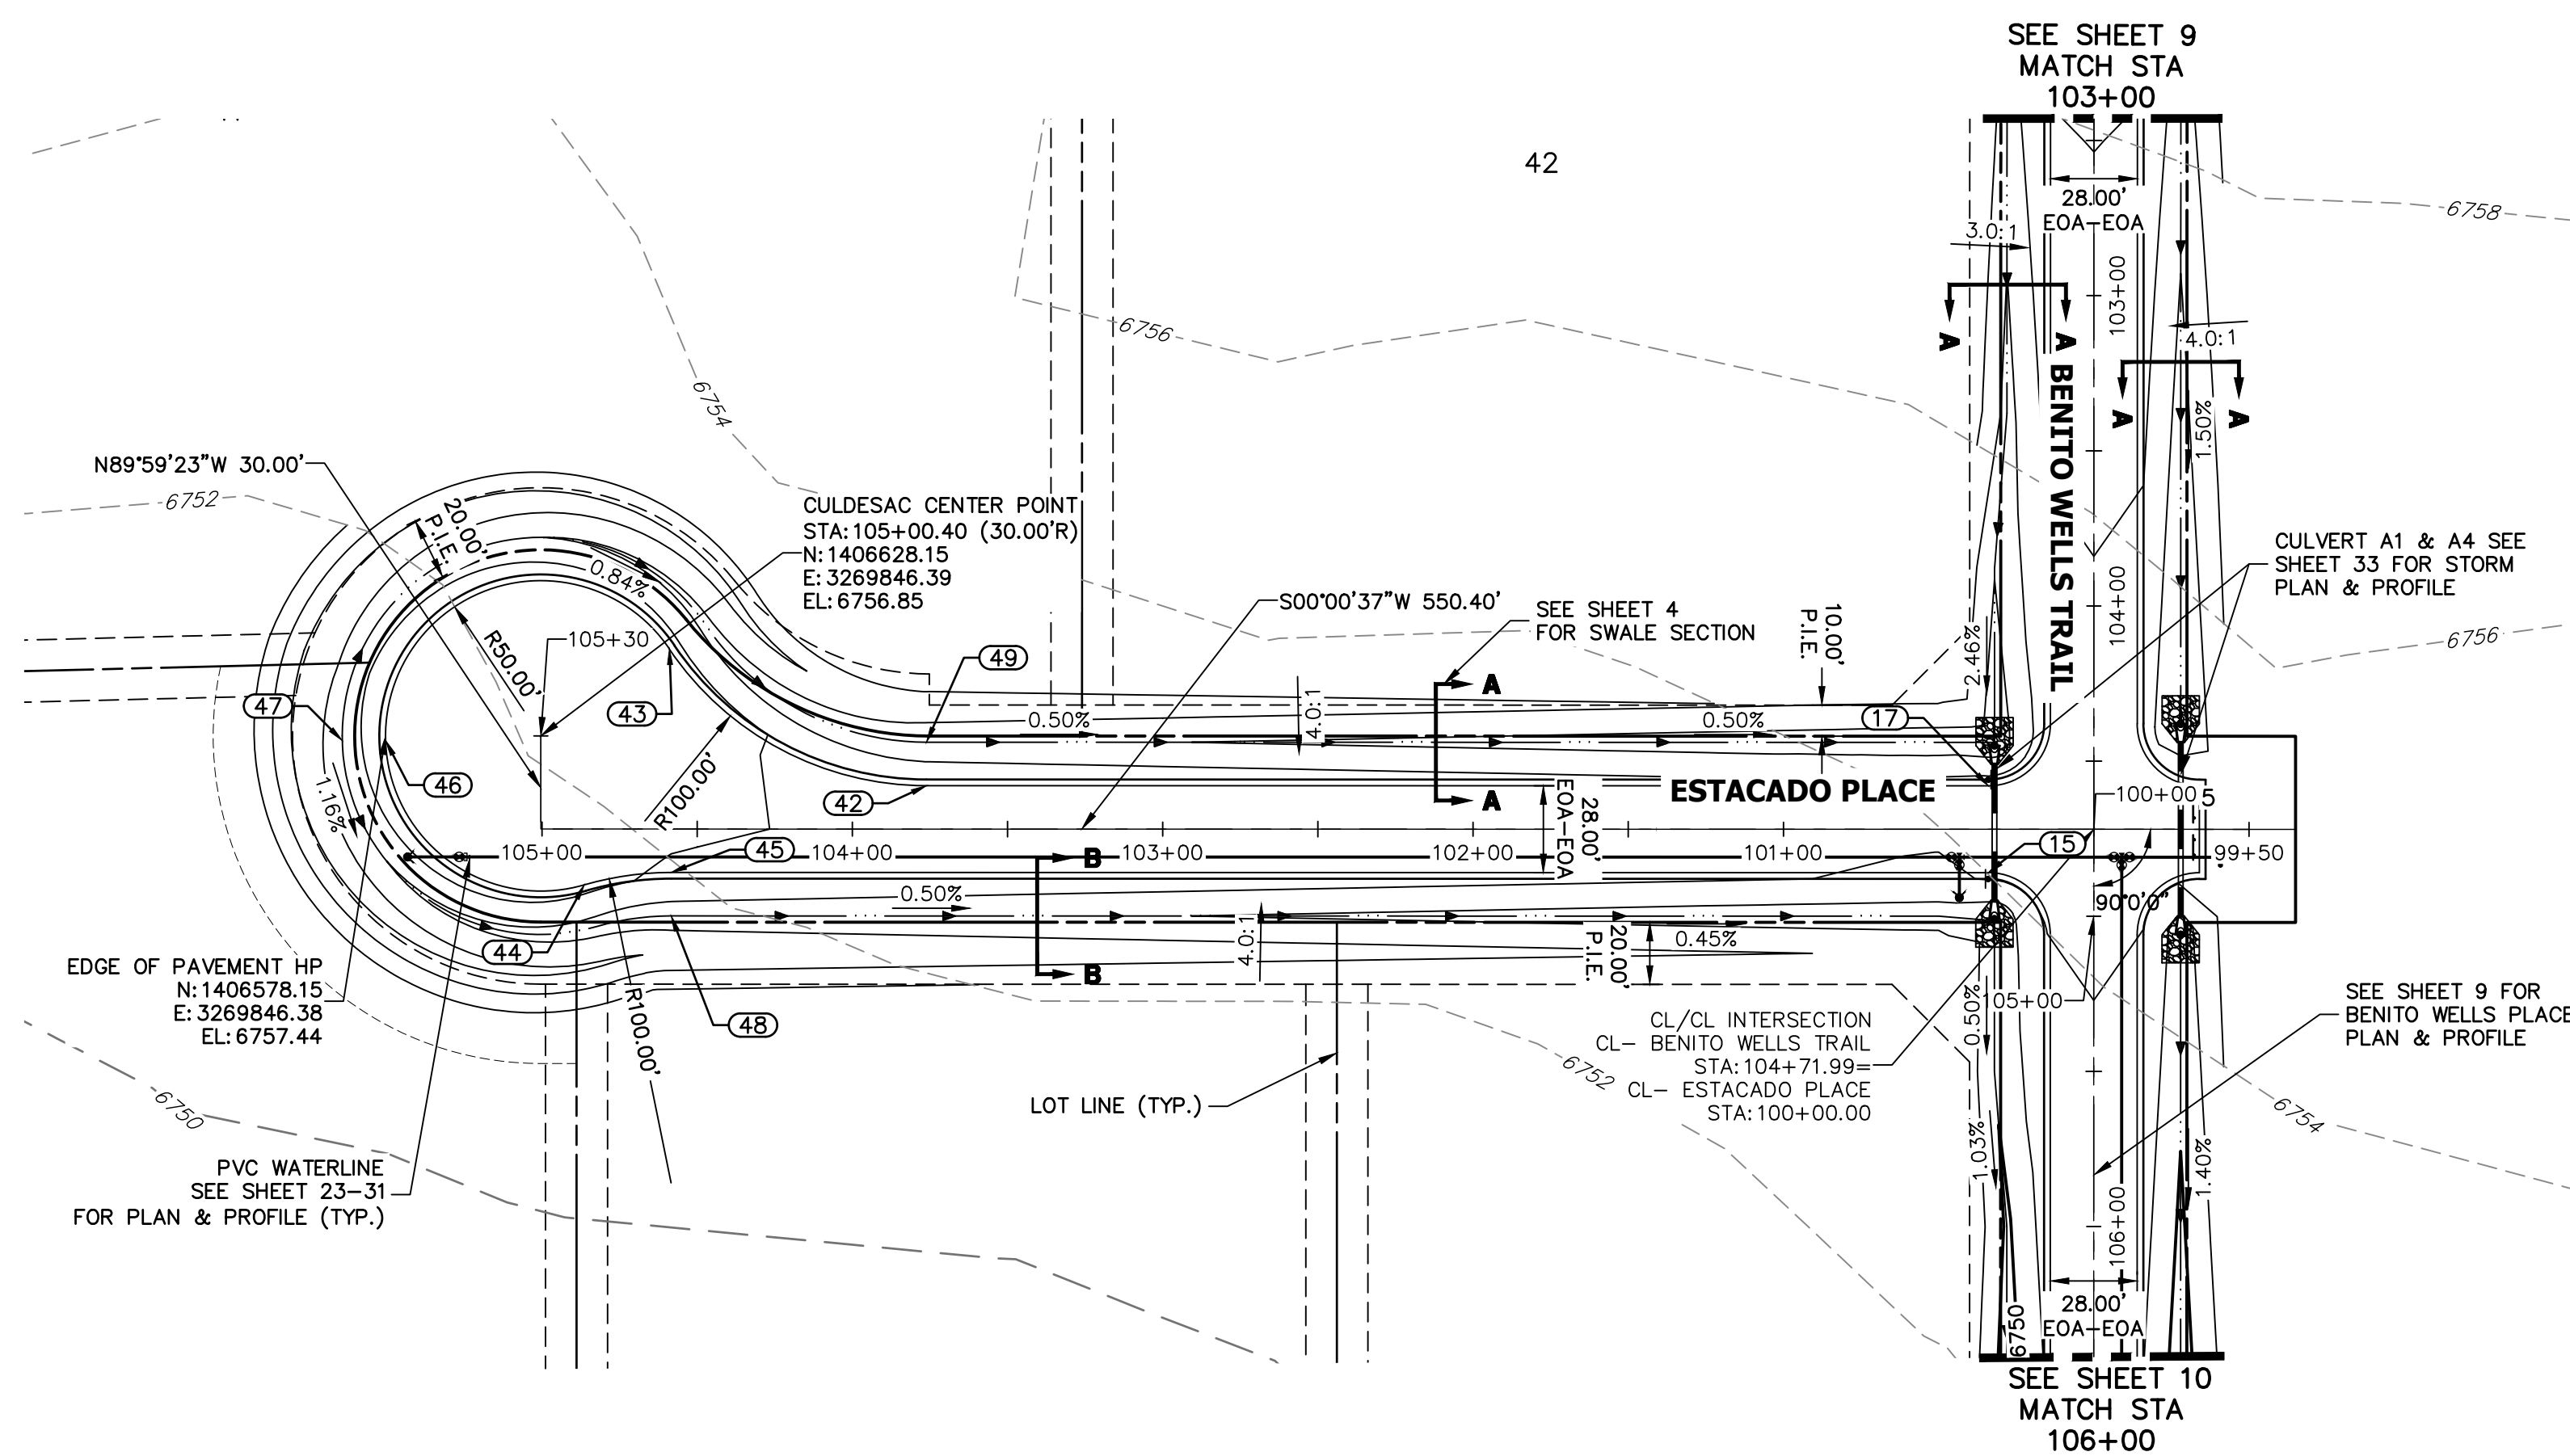 SEE SHEET 9
MATCH STA
103+00
42
28.00'
EOA-EOA
6758
3.0:1
103+00
A
A
BENITO WELLS TRAIL
6756
4.0:1
A
A
1.50%
6754
N89°59'23"W 30.00'
6752
20.00'
P.I.E.
CULDESAC CENTER POINT
STA:105+00.40 (30.00'R)
N:1406628.15
E:3269846.39
EL:6756.85
0.84%
CULVERT A1 & A4 SEE
SHEET 33 FOR STORM
PLAN & PROFILE
S00°00'37"W 550.40'
SEE SHEET 4
FOR SWALE SECTION
10.00'
P.I.E.
104+00
6756
105+30
R50.00'
49
2.46%
A
47
43
0.50%
4.0:1
0.50%
17
46
R100.00'
42
A
28.00'
EOA-EOA
ESTACADO PLACE
100+00
5
1.16%
105+00
45
104+00
B
103+00
102+00
101+00
15
99+50
0.50%
90°0'0"
44
4.0:1
20.00'
P.I.E.
0.45%
EDGE OF PAVEMENT HP
N:1406578.15
E:3269846.38
EL:6757.44
B
R100.00'
48
0.50%
105+00
SEE SHEET 9 FOR
BENITO WELLS PLACE
PLAN & PROFILE
CL/CL INTERSECTION
CL- BENITO WELLS TRAIL
STA:104+71.99=
CL- ESTACADO PLACE
STA:100+00.00
6752
6750
LOT LINE (TYP.)
6754
1.03%
1.40%
PVC WATERLINE
SEE SHEET 23-31
FOR PLAN & PROFILE (TYP.)
106+00
6750
28.00'
EOA-EOA
SEE SHEET 10
MATCH STA
106+00